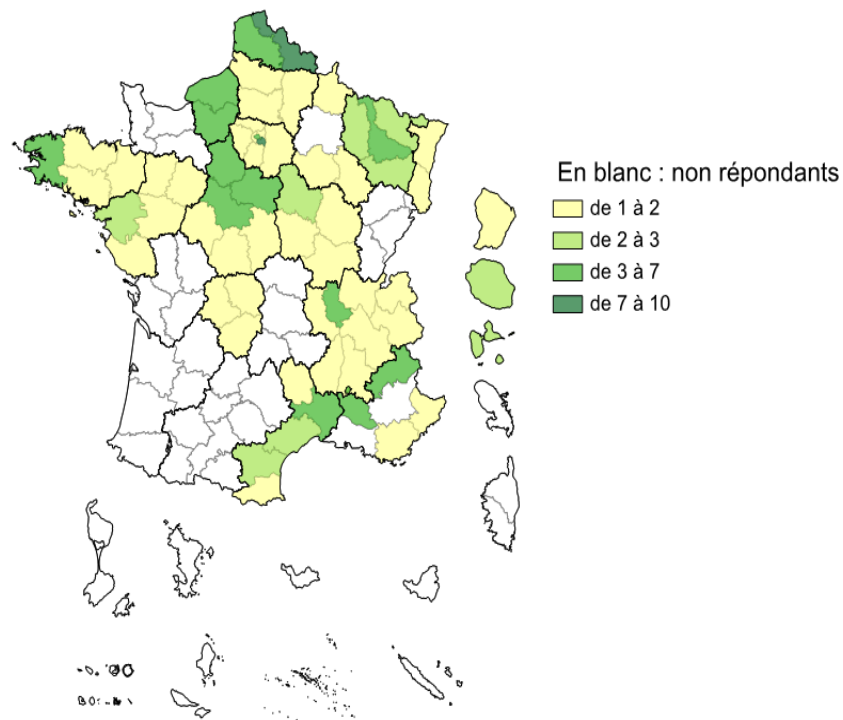 En blanc : non répondants
de 1 à 2
de 2 à 3
de 3 à 7
de 7 à 10